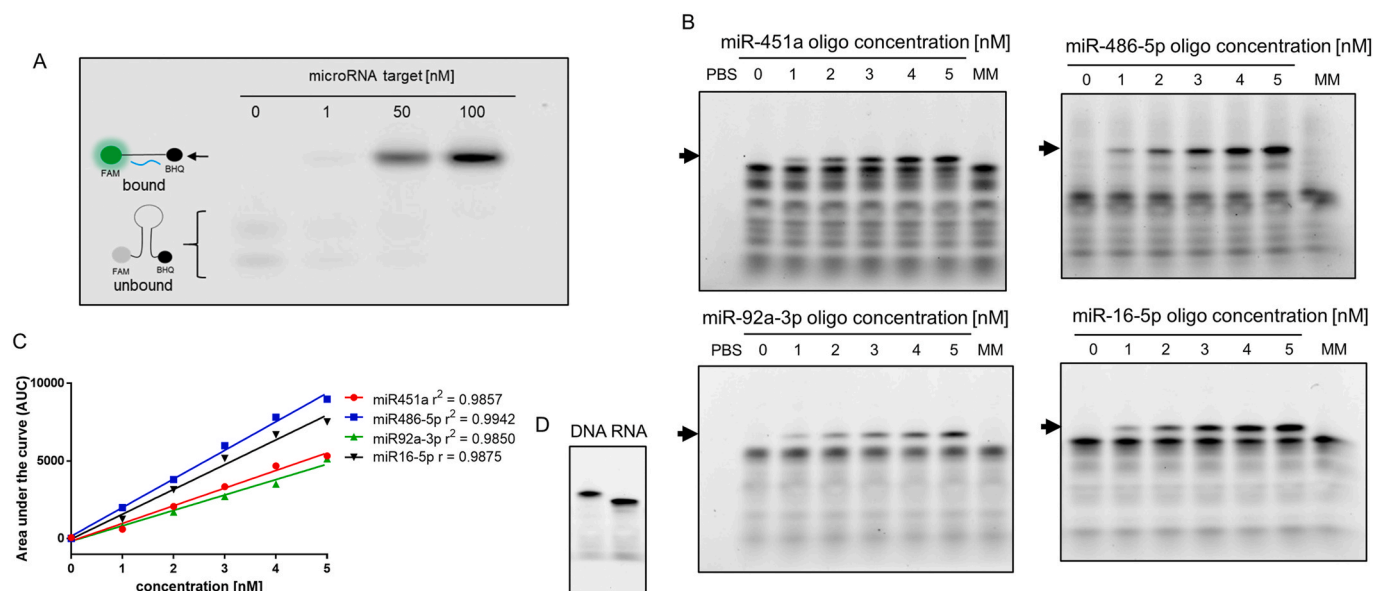 A
microRNA target [nM]
0 1 50 100
FAM BHQ
bound
FAM BHQ
unbound
B
miR-451a oligo concentration [nM]
PBS 0 1 2 3 4 5 MM
miR-486-5p oligo concentration [nM]
0 1 2 3 4 5 MM
miR-92a-3p oligo concentration [nM]
PBS 0 1 2 3 4 5 MM
miR-16-5p oligo concentration [nM]
0 1 2 3 4 5 MM
C
Area under the curve (AUC)
10000
5000
0
0 1 2 3 4 5
concentration [nM]
miR451a r² = 0.9857
miR486-5p r² = 0.9942
miR92a-3p r² = 0.9850
miR16-5p r = 0.9875
D
DNA RNA